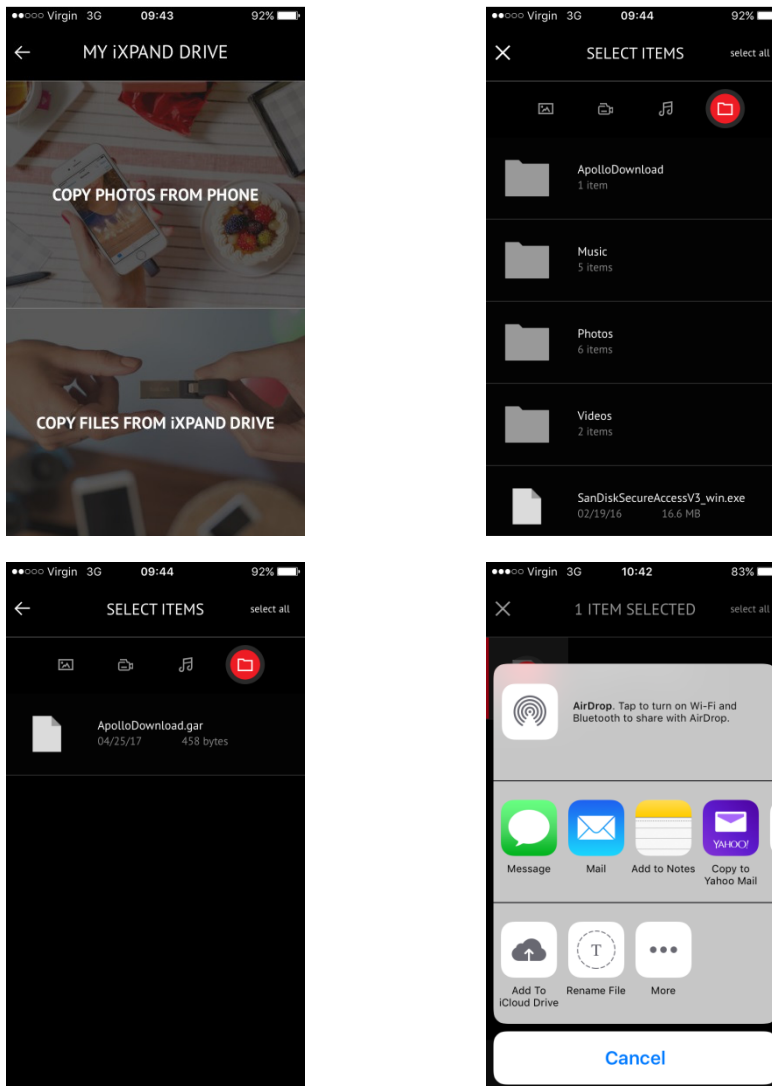 Virgin 3G 09:43 92%
MY iXPAND DRIVE
COPY PHOTOS FROM PHONE
COPY FILES FROM iXPAND DRIVE
Virgin 3G 09:44 92%
SELECT ITEMS select all
ApolloDownload
1 item
Music
5 items
Photos
6 items
Videos
2 items
SanDiskSecureAccessV3_win.exe
02/19/16 16.6 MB
Virgin 3G 09:44 92%
SELECT ITEMS select all
ApolloDownload.gar
04/25/17 458 bytes
Virgin 3G 10:42 83%
1 ITEM SELECTED select all
AirDrop. Tap to turn on Wi-Fi and
Bluetooth to share with AirDrop.
YAHOO!
Message Mail Add to Notes Copy to
Yahoo Mail
T
Add To Rename File More
iCloud Drive
Cancel